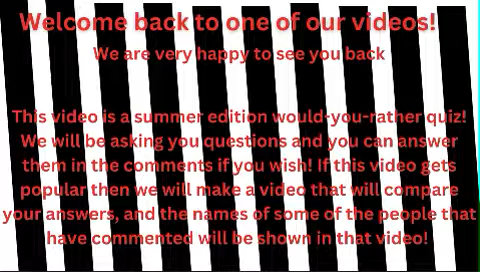 Welcome back to one of our videos!
We are very happy to see you back
This video is a summer edition would-you-rather quiz!
We will be asking you questions and you can answer
them in the comments if you wish! If this video gets
popular then we will make a video that will compare
your answers, and the names of some of the people that
have commented will be shown in that video!